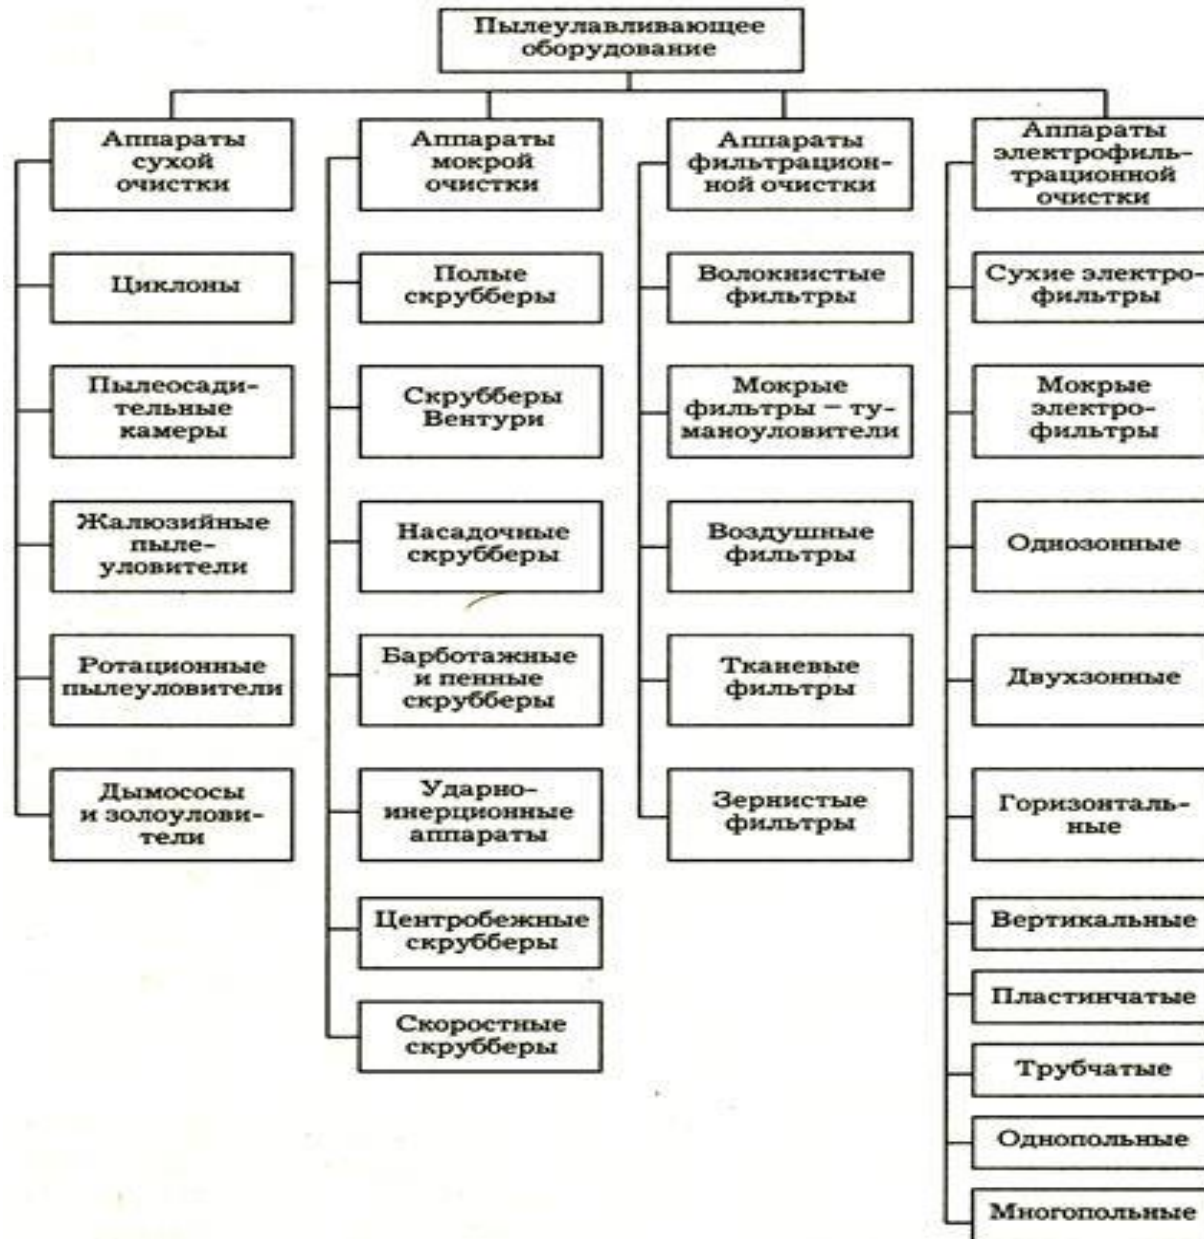 Пылеулавливающее
оборудование
Аппараты
сухой
очистки
Циклоны
Пылеосади-
тельные
камеры
Жалюзийные
пыле-
уловители
Ротационные
пылеуловители
Дымососы
и золоулови-
тели
Аппараты
мокрой
очистки
Полые
скрубберы
Скрубберы
Вентури
Насадочные
скрубберы
Барботажные
и пенные
скрубберы
Ударно-
инерционные
аппараты
Центробежные
скрубберы
Скоростные
скрубберы
Аппараты
фильтрацион-
ной очистки
Волокнистые
фильтры
Мокрые
фильтры – ту-
маноуловители
Воздушные
фильтры
Тканевые
фильтры
Зернистые
фильтры
Аппараты
электрофиль-
трационной
очистки
Сухие электро-
фильтры
Мокрые
электро-
фильтры
Однозонные
Двухзонные
Горизонталь-
ные
Вертикальные
Пластинчатые
Трубчатые
Однопольные
Многопольные